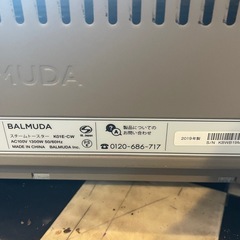 MUDA
BALMUDA
スチームトースター K01E-CW
AC100V 1300W 50/60Hz
MADE IN CHINA BALMUDA Inc.
?A
製品についての
お問い合わせ
0120-686-717
2018年製
S/N